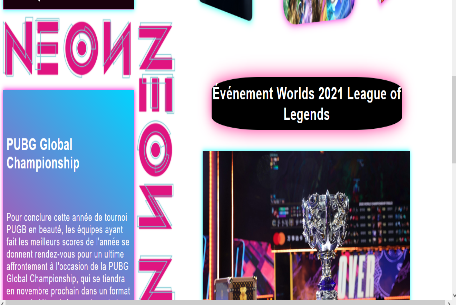 NEON
NEON N
PUBG Global
Championship
Pour conclure cette année de tournoi
PUGB en beauté, les équipes ayant
fait les meilleurs scores de l'année se
donnent rendez-vous pour un ultime
affrontement à l'occasion de la PUBG
Global Championship, qui se tiendra
en novembre prochain dans un format
Événement Worlds 2021 League of
Legends
OVER